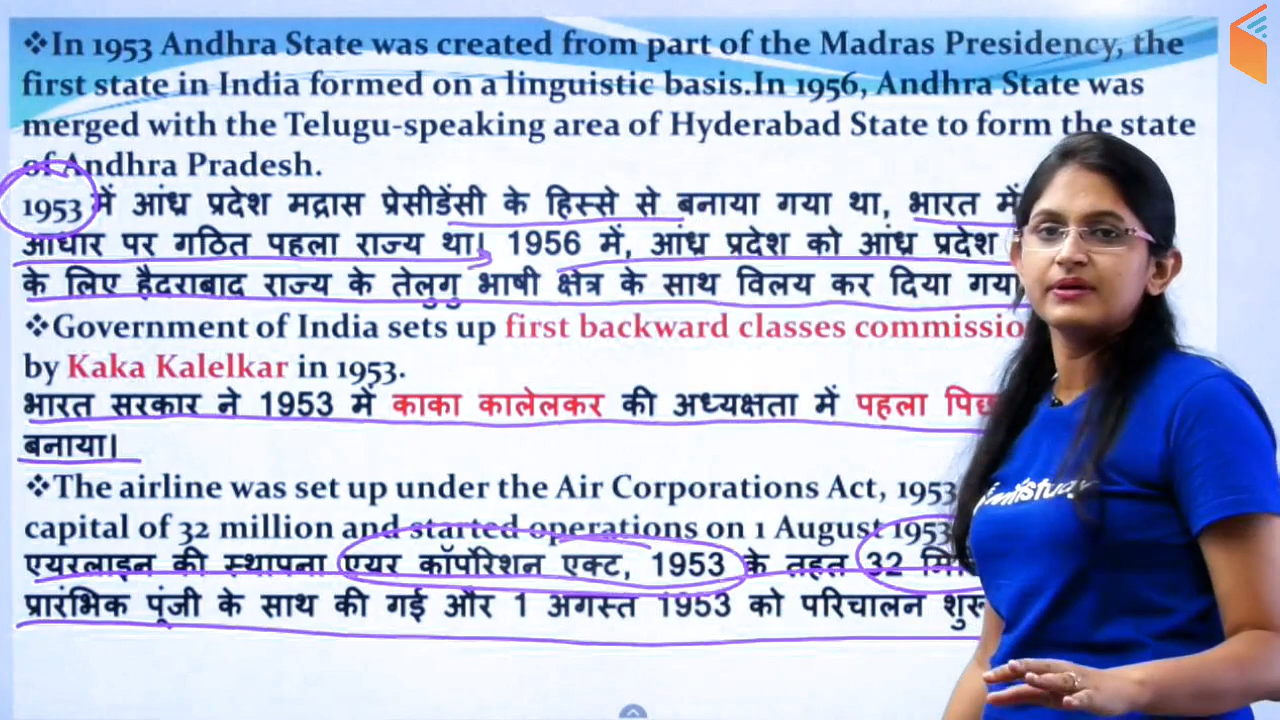 ❖In 1953 Andhra State was created from part of the Madras Presidency, the
first state in India formed on a linguistic basis.In 1956, Andhra State was
merged with the Telugu-speaking area of Hyderabad State to form the state
of Andhra Pradesh.
1953 में आंध्र प्रदेश मद्रास प्रेसीडेंसी के हिस्से से बनाया गया था, भारत में
आधार पर गठित पहला राज्य था। 1956 में, आंध्र प्रदेश को आंध्र प्रदेश
के लिए हैदराबाद राज्य के तेलुगु भाषी क्षेत्र के साथ विलय कर दिया गया
❖Government of India sets up first backward classes commissio
by Kaka Kalelkar in 1953.
भारत सरकार ने 1953 में काका कालेलकर की अध्यक्षता में पहला
बनाया।
❖The airline was set up under the Air Corporations Act, 1953
capital of 32 million and started operations on 1 August 1953
एयरलाइन की स्थापना एयर कॉर्पोरेशन एक्ट, 1953 के तहत 32
प्रारंभिक पूंजी के साथ की गई और 1 अगस्त 1953 को परिचालन